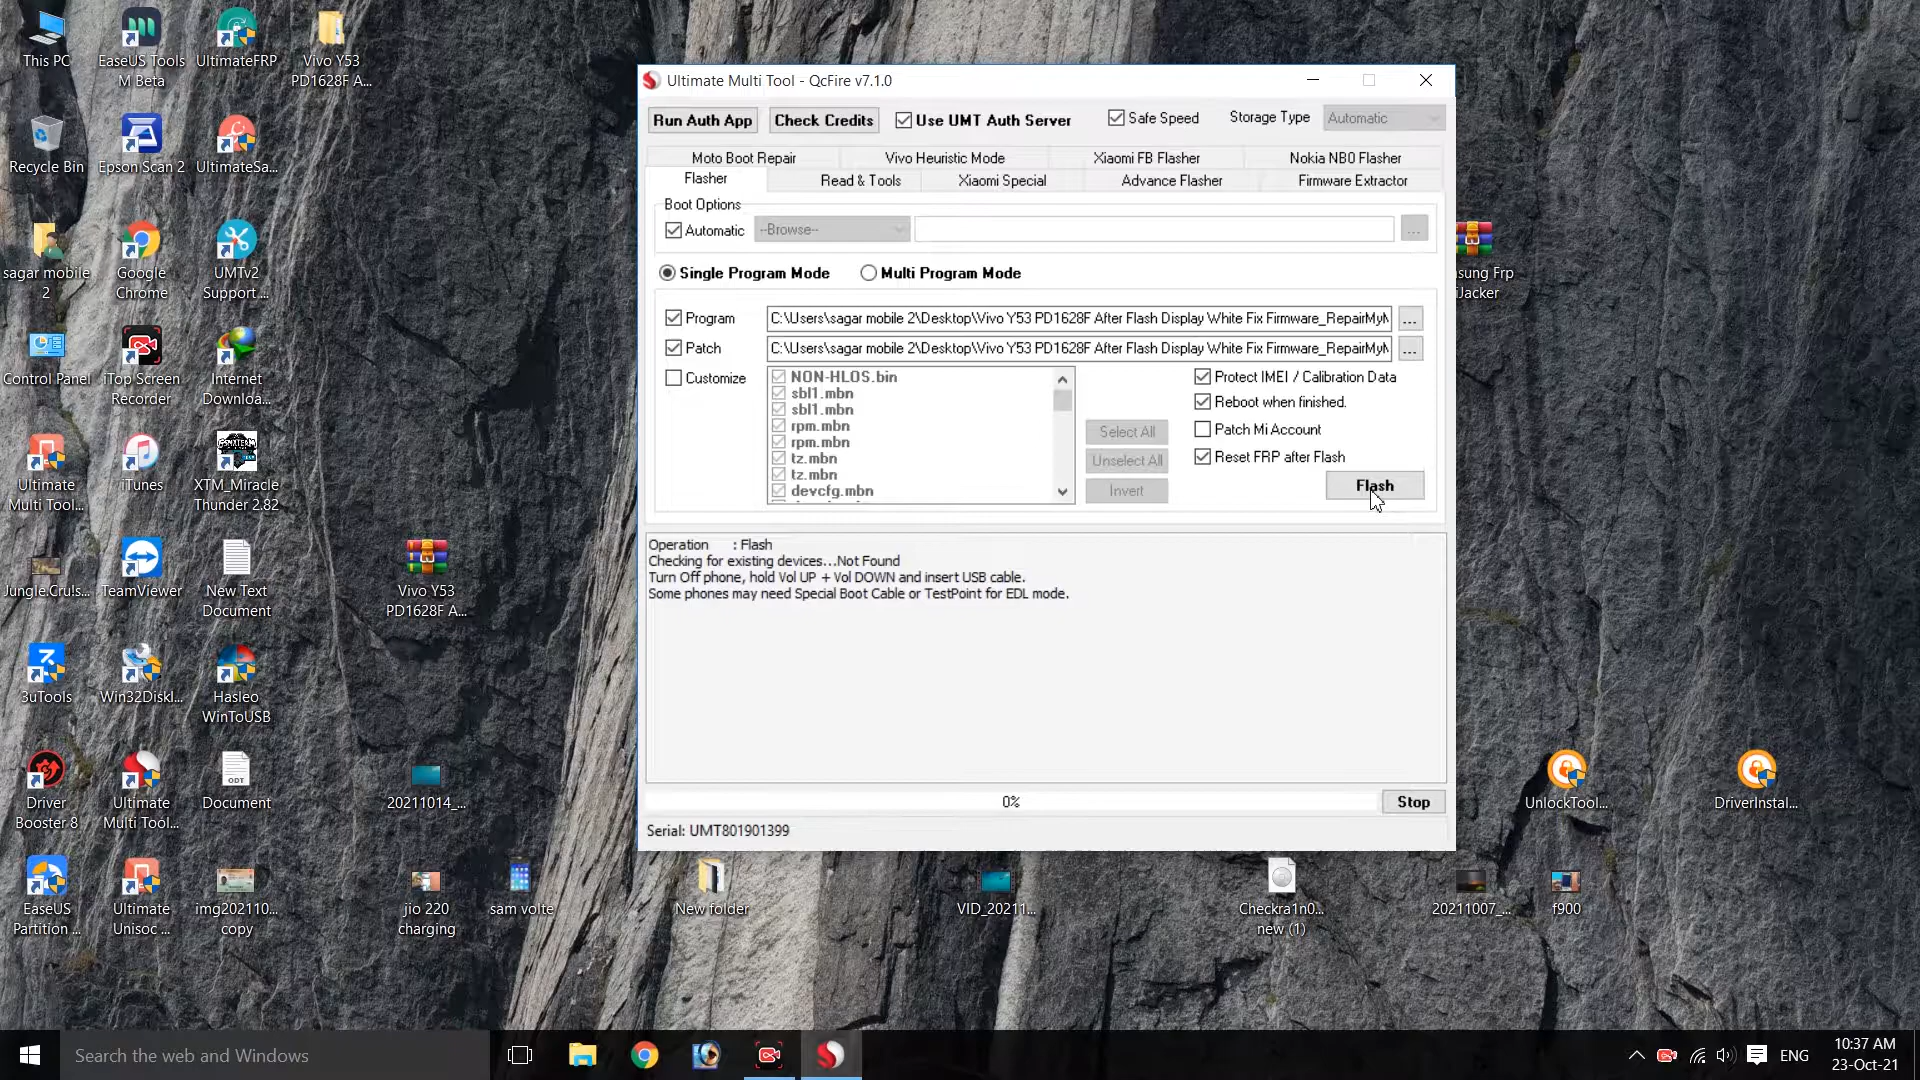 This PC
EaseUS Tools
M Beta
UltimateFRP
Vivo Y53
PD1628F A...
Recycle Bin
Epson Scan 2
UltimateSa...
sagar mobile
2
Google
Chrome
UMTv2
Support ...
Control Panel
iTop Screen
Recorder
Internet
Downloa...
Ultimate
Multi Tool...
iTunes
XTM_Miracle
Thunder 2.82
Jungle.Cru!s...
TeamViewer
New Text
Document
Vivo Y53
PD1628F A...
3uTools
Win32DiskI...
Hasleo
WinToUSB
Driver
Booster 8
Ultimate
Multi Tool...
Document
20211014_...
EaseUS
Partition ...
Ultimate
Unisoc ...
img202110...
copy
jio 220
charging
sam volte
New folder
VID_20211...
Checkra1n0...
new (1)
20211007_...
f900
sung Frp
iJacker
UnlockTool...
DriverInstal...
Ultimate Multi Tool - QcFire v7.1.0
Run Auth App
Check Credits
Use UMT Auth Server
Safe Speed
Storage Type
Automatic
Moto Boot Repair
Vivo Heuristic Mode
Xiaomi FB Flasher
Nokia NB0 Flasher
Flasher
Read & Tools
Xiaomi Special
Advance Flasher
Firmware Extractor
Boot Options
Automatic
--Browse--
...
Single Program Mode
Multi Program Mode
Program
C:\Users\sagar mobile 2\Desktop\Vivo Y53 PD1628F After Flash Display White Fix Firmware_RepairMyM
...
Patch
C:\Users\sagar mobile 2\Desktop\Vivo Y53 PD1628F After Flash Display White Fix Firmware_RepairMyM
...
Customize
NON-HLOS.bin
sbl1.mbn
sbl1.mbn
rpm.mbn
rpm.mbn
tz.mbn
tz.mbn
devcfg.mbn
Select All
Unselect All
Invert
Protect IMEI / Calibration Data
Reboot when finished.
Patch Mi Account
Reset FRP after Flash
Flash
Operation : Flash
Checking for existing devices...Not Found
Turn Off phone, hold Vol UP + Vol DOWN and insert USB cable.
Some phones may need Special Boot Cable or TestPoint for EDL mode.
0%
Stop
Serial: UMT801901399
Search the web and Windows
ENG
10:37 AM
23-Oct-21